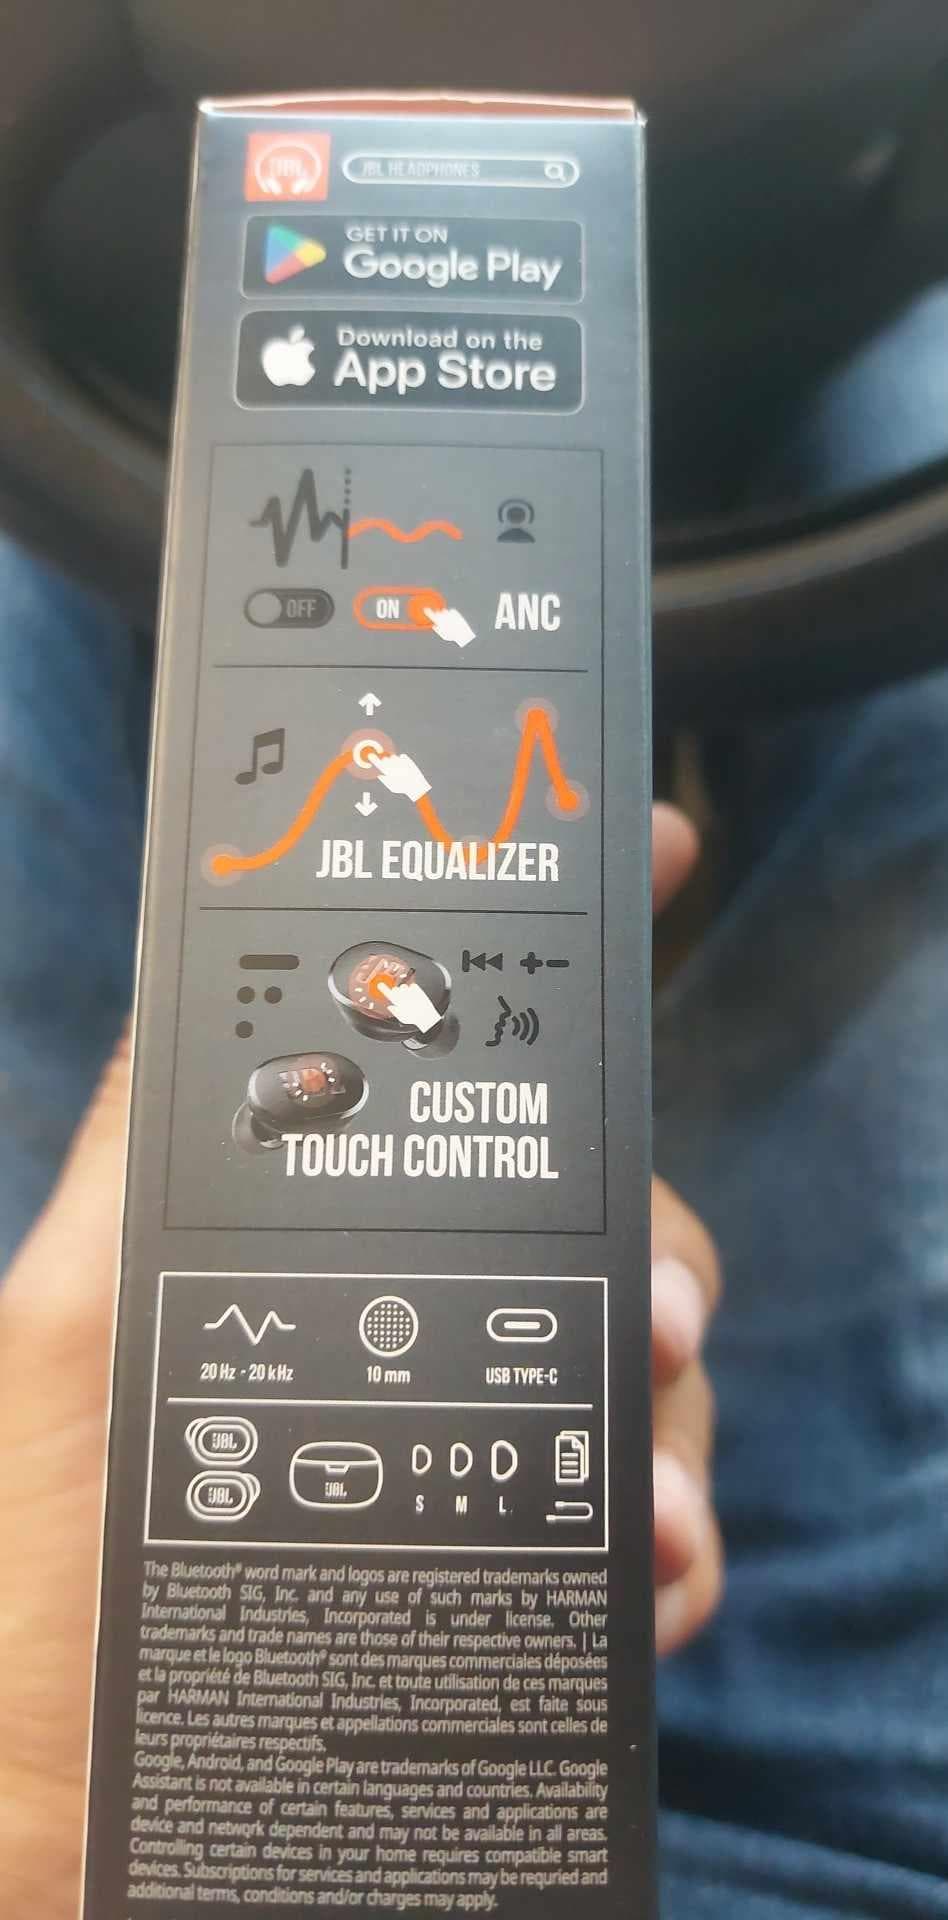 JBL
JBL HEADPHONES
GET IT ON
Google Play
Download on the
App Store
OFF
ON
ANC
JBL EQUALIZER
CUSTOM
TOUCH CONTROL
20 Hz - 20 kHz
10 mm
USB TYPE-C
JBL
JBL
JBL
S M L
The Bluetooth® word mark and logos are registered trademarks owned
by Bluetooth SIG, Inc. and any use of such marks by HARMAN
International Industries, Incorporated is under license. Other
trademarks and trade names are those of their respective owners. | La
marque et le logo Bluetooth® sont des marques commerciales déposées
et la propriété de Bluetooth SIG, Inc. et toute utilisation de ces marques
par HARMAN International Industries, Incorporated, est faite sous
licence. Les autres marques et appellations commerciales sont celles de
leurs propriétaires respectifs.
Google, Android, and Google Play are trademarks of Google LLC. Google
Assistant is not available in certain languages and countries. Availability
and performance of certain features, services and applications are
device and network dependent and may not be available in all areas.
Controlling certain devices in your home requires compatible smart
devices. Subscriptions for services and applications may be requried and
additional terms, conditions and/or charges may apply.